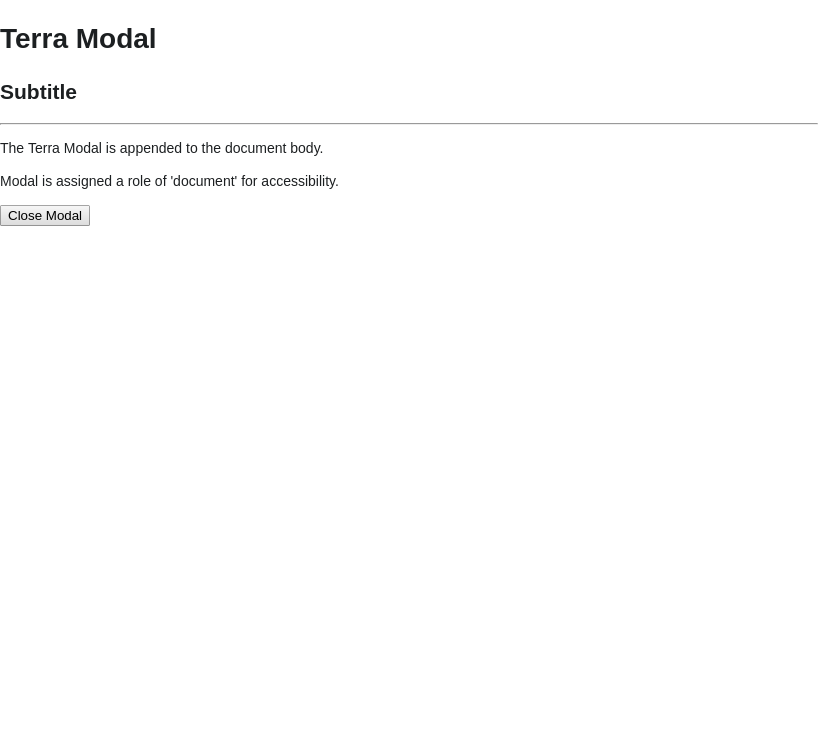 Terra Modal
Subtitle
The Terra Modal is appended to the document body.
Modal is assigned a role of 'document' for accessibility.
Close Modal